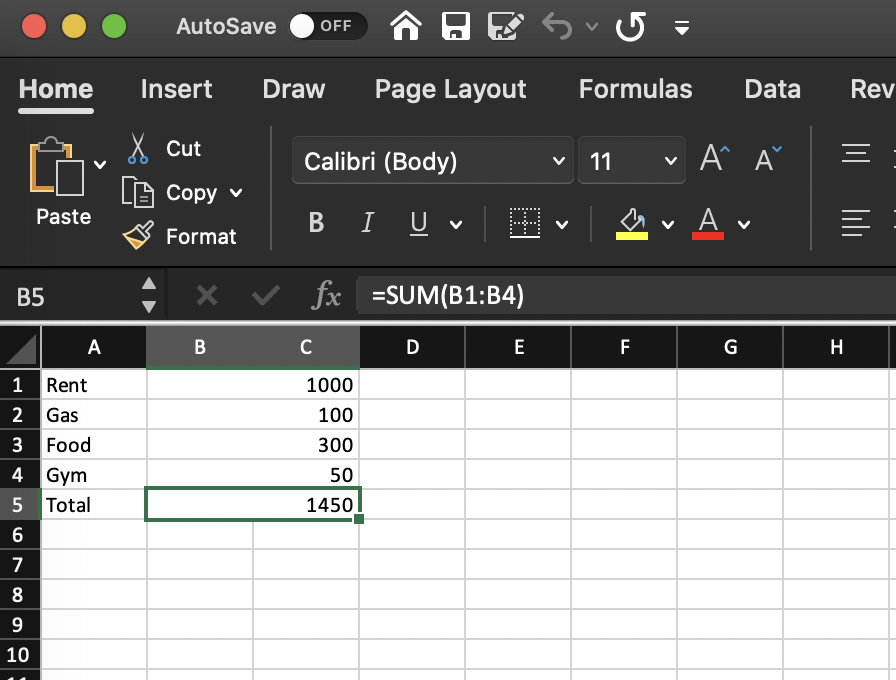 AutoSave OFF
Home Insert Draw Page Layout Formulas Data Rev
Paste
Cut
Copy
Format
Calibri (Body) 11 A A
B I U A
B5 fx =SUM(B1:B4)
A B C D E F G H
1 Rent 1000
2 Gas 100
3 Food 300
4 Gym 50
5 Total 1450
6
7
8
9
10